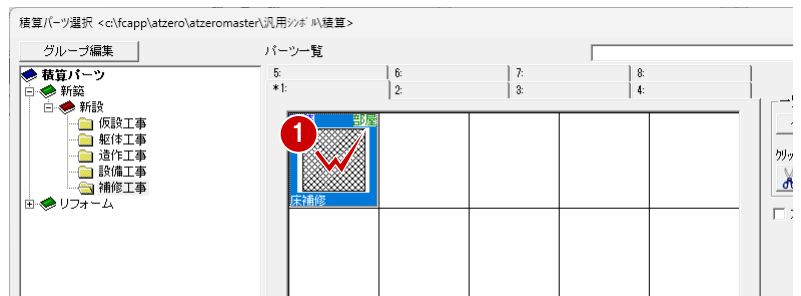 積算パーツ選択 <c:\fcapp\atzero\atzeromaster\汎用ｼﾝﾎﾞﾙ\積算>
グループ編集
パーツ一覧
積算パーツ
新築
新設
仮設工事
躯体工事
造作工事
設備工事
補修工事
リフォーム
5: 6: 7: 8:
*1: 2: 3: 4:
1
部屋
床補修